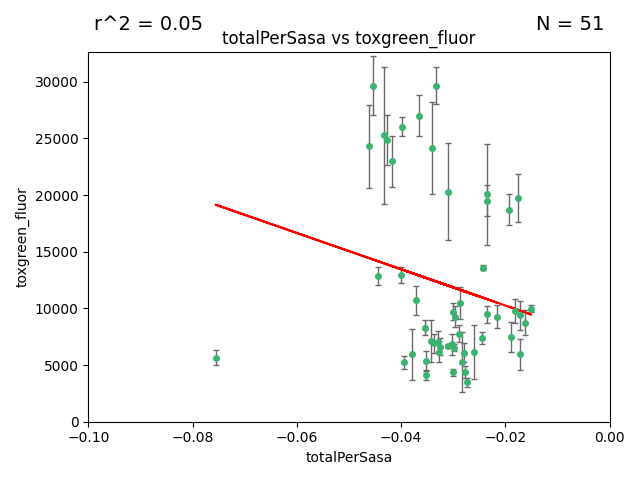 r^2 = 0.05 N = 51
totalPerSasa vs toxgreen_fluor
30000
25000
20000
15000
10000
5000
0
toxgreen_fluor
−0.10 −0.08 −0.06 −0.04 −0.02 0.00
totalPerSasa